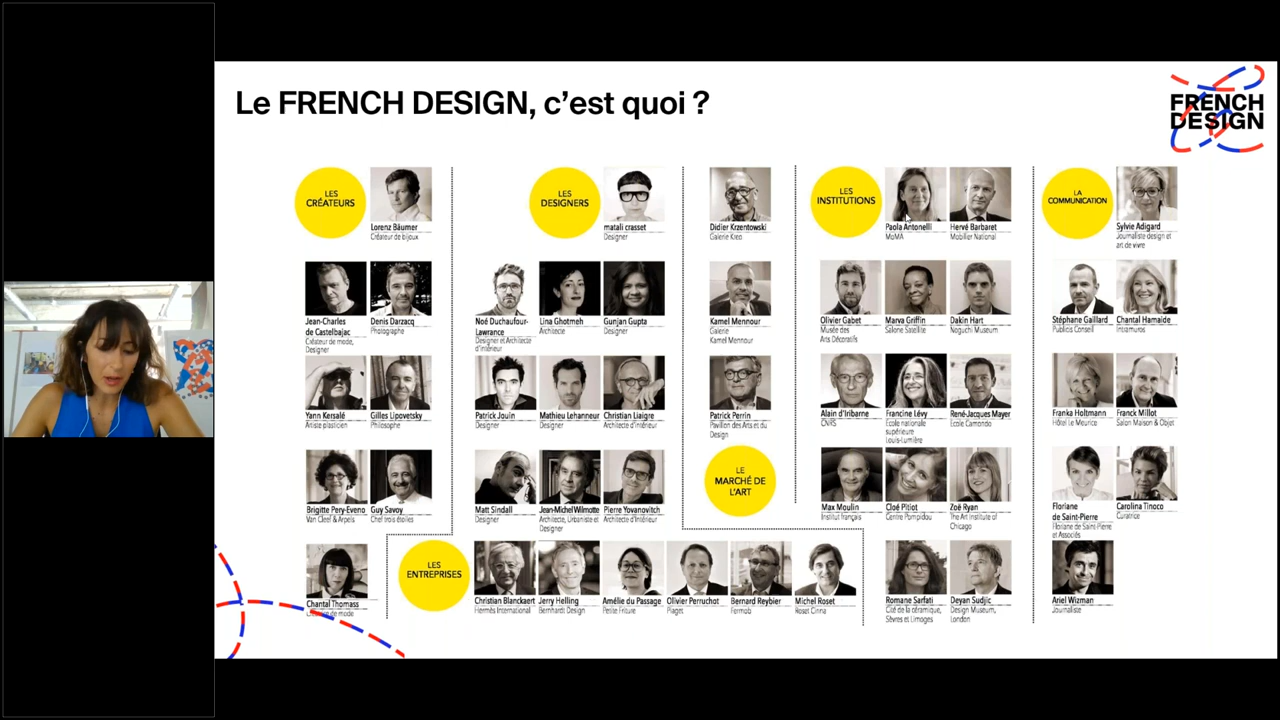 Le FRENCH DESIGN, c’est quoi ?
FRENCH
DESIGN
LES
CRÉATEURS
Lorenz Bäumer
Créateur de bijoux
Jean-Charles
de Castelbajac
Créateur de mode,
Designer
Denis Darzacq
Photographe
Yann Kersalé
Artiste plasticien
Gilles Lipovetsky
Philosophe
Brigitte Pery-Eveno
Van Cleef & Arpels
Guy Savoy
Chef trois étoiles
Chantal Thomass
Créatrice de mode
LES
DESIGNERS
matali crasset
Designer
Noé Duchaufour-
Lawrance
Designer et Architecte
d'intérieur
Lina Ghotmeh
Architecte
Gunjan Gupta
Designer
Patrick Jouin
Designer
Mathieu Lehanneur
Designer
Christian Liaigre
Architecte d'intérieur
Matt Sindall
Designer
Jean-Michel Wilmotte
Architecte, Urbaniste et
Designer
Pierre Yovanovitch
Architecte d'Intérieur
LES
ENTREPRISES
Christian Blanckaert
Hermès International
Jerry Helling
Bernhardt Design
Amélie du Passage
Petite Friture
Olivier Perruchot
Piaget
Bernard Reybier
Fermob
Michel Roset
Roset Cinna
Didier Krzentowski
Galerie Kreo
Kamel Mennour
Galerie
Kamel Mennour
Patrick Perrin
Pavillon des Arts et du
Design
LE
MARCHÉ DE
L’ART
LES
INSTITUTIONS
Paola Antonelli
MoMA
Hervé Barbaret
Mobilier National
Olivier Gabet
Musée des
Arts Décoratifs
Marva Griffin
Salone Satellite
Dakin Hart
Noguchi Museum
Alain d'Iribarne
CNRS
Francine Lévy
Ecole nationale
supérieure
Louis-Lumière
René-Jacques Mayer
Ecole Camondo
Max Moulin
Institut français
Cloé Pitiot
Centre Pompidou
Zoë Ryan
The Art Institute of
Chicago
Romane Sarfati
Cité de la céramique,
Sèvres et Limoges
Deyan Sudjic
Design Museum,
London
LA
COMMUNICATION
Sylvie Adigard
Journaliste design et
art de vivre
Stéphane Gaillard
Publicis Conseil
Chantal Hamaide
Intramuros
Franka Holtmann
Hôtel Le Meurice
Franck Millot
Salon Maison & Objet
Floriane
de Saint-Pierre
Floriane de Saint-Pierre
et Associés
Carolina Tinoco
Curatrice
Ariel Wizman
Journaliste